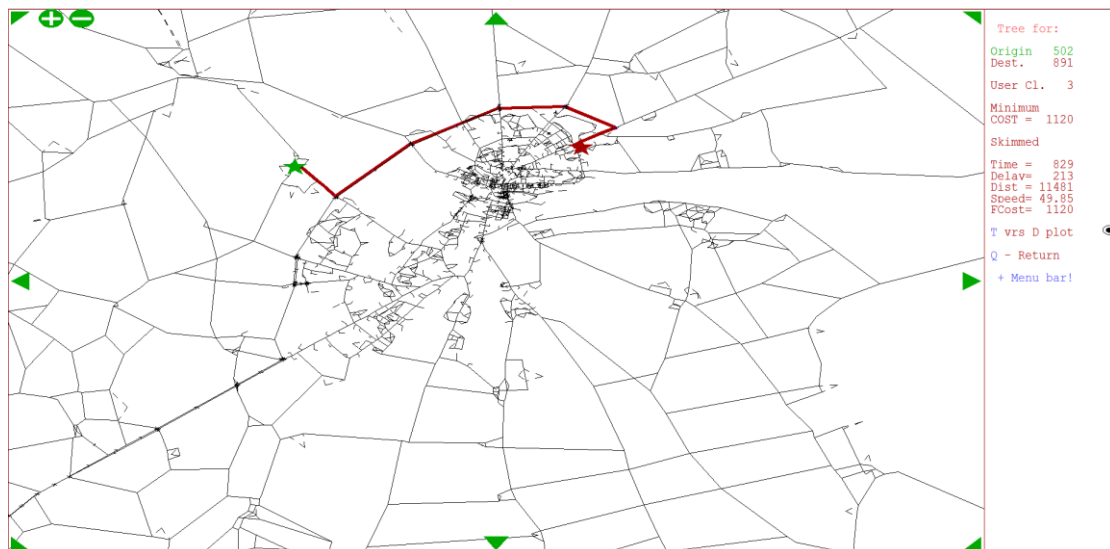 Tree for:
Origin 502
Dest. 891
User Cl. 3
Minimum
COST = 1120
Skimmed
Time = 829
Delay= 213
Dist = 11481
Speed= 49.85
FCost= 1120
T vrs D plot
Q - Return
+ Menu bar!